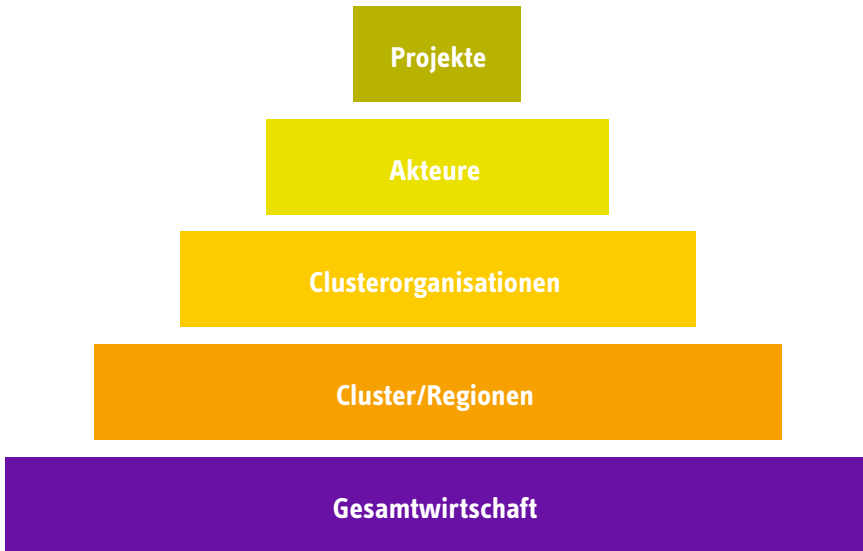 Projekte
Akteure
Clusterorganisationen
Cluster/Regionen
Gesamtwirtschaft